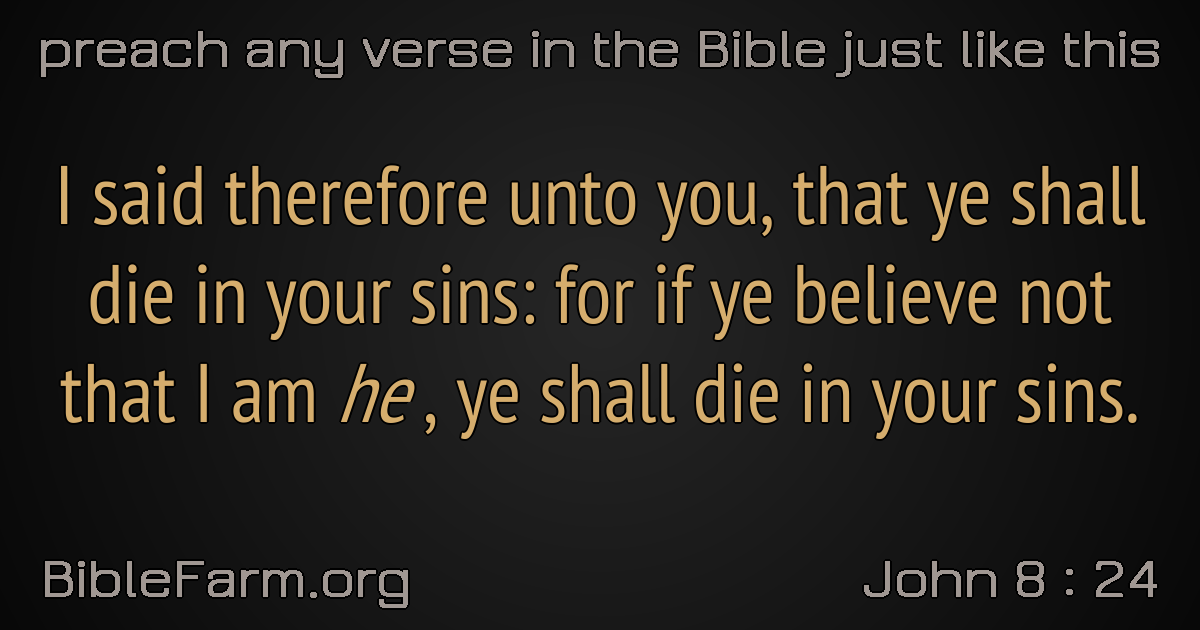 preach any verse in the Bible just like this
I said therefore unto you, that ye shall
die in your sins: for if ye believe not
that I am he , ye shall die in your sins.
BibleFarm.org
John 8 : 24